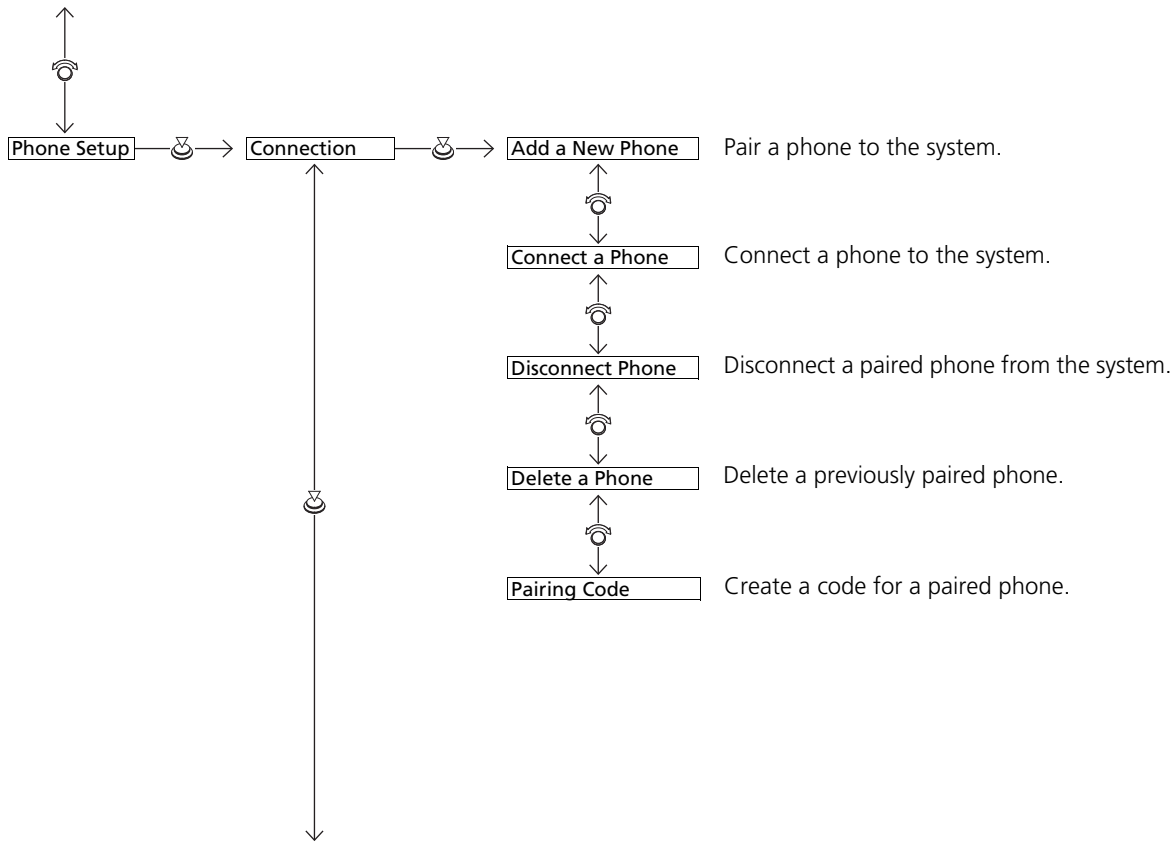 Phone Setup
Connection
Add a New Phone
Pair a phone to the system.
Connect a Phone
Connect a phone to the system.
Disconnect Phone
Disconnect a paired phone from the system.
Delete a Phone
Delete a previously paired phone.
Pairing Code
Create a code for a paired phone.